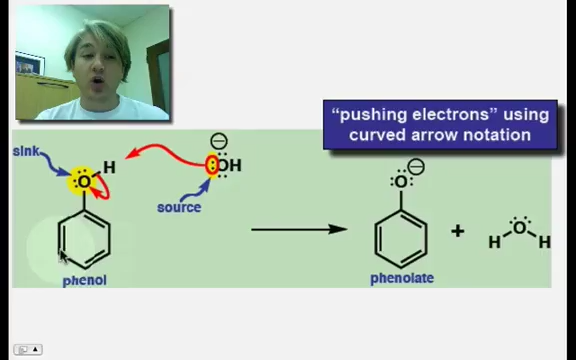 "pushing electrons" using
curved arrow notation
sink
O
H
OH
source
phenol
O
phenolate
+
H
O
H